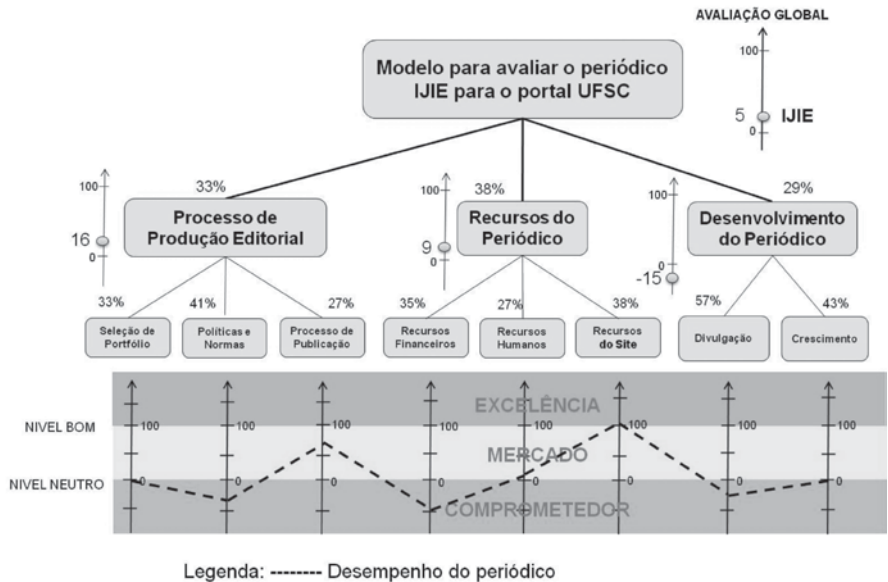 AVALIAÇÃO GLOBAL
100
5
IJIE
0
Modelo para avaliar o periódico
IJIE para o portal UFSC
33%
38%
29%
100
16
0
100
9
0
100
0
-15
Processo de
Produção Editorial
Recursos do
Periódico
Desenvolvimento
do Periódico
33%
41%
27%
35%
27%
38%
57%
43%
Seleção de
Portfólio
Políticas e
Normas
Processo de
Publicação
Recursos
Financeiros
Recursos
Humanos
Recursos
do Site
Divulgação
Crescimento
EXCELÊNCIA
NIVEL BOM
100
100
100
100
100
100
100
100
MERCADO
NIVEL NEUTRO
0
0
0
0
0
0
0
0
COMPROMETEDOR
Legenda: -------- Desempenho do periódico